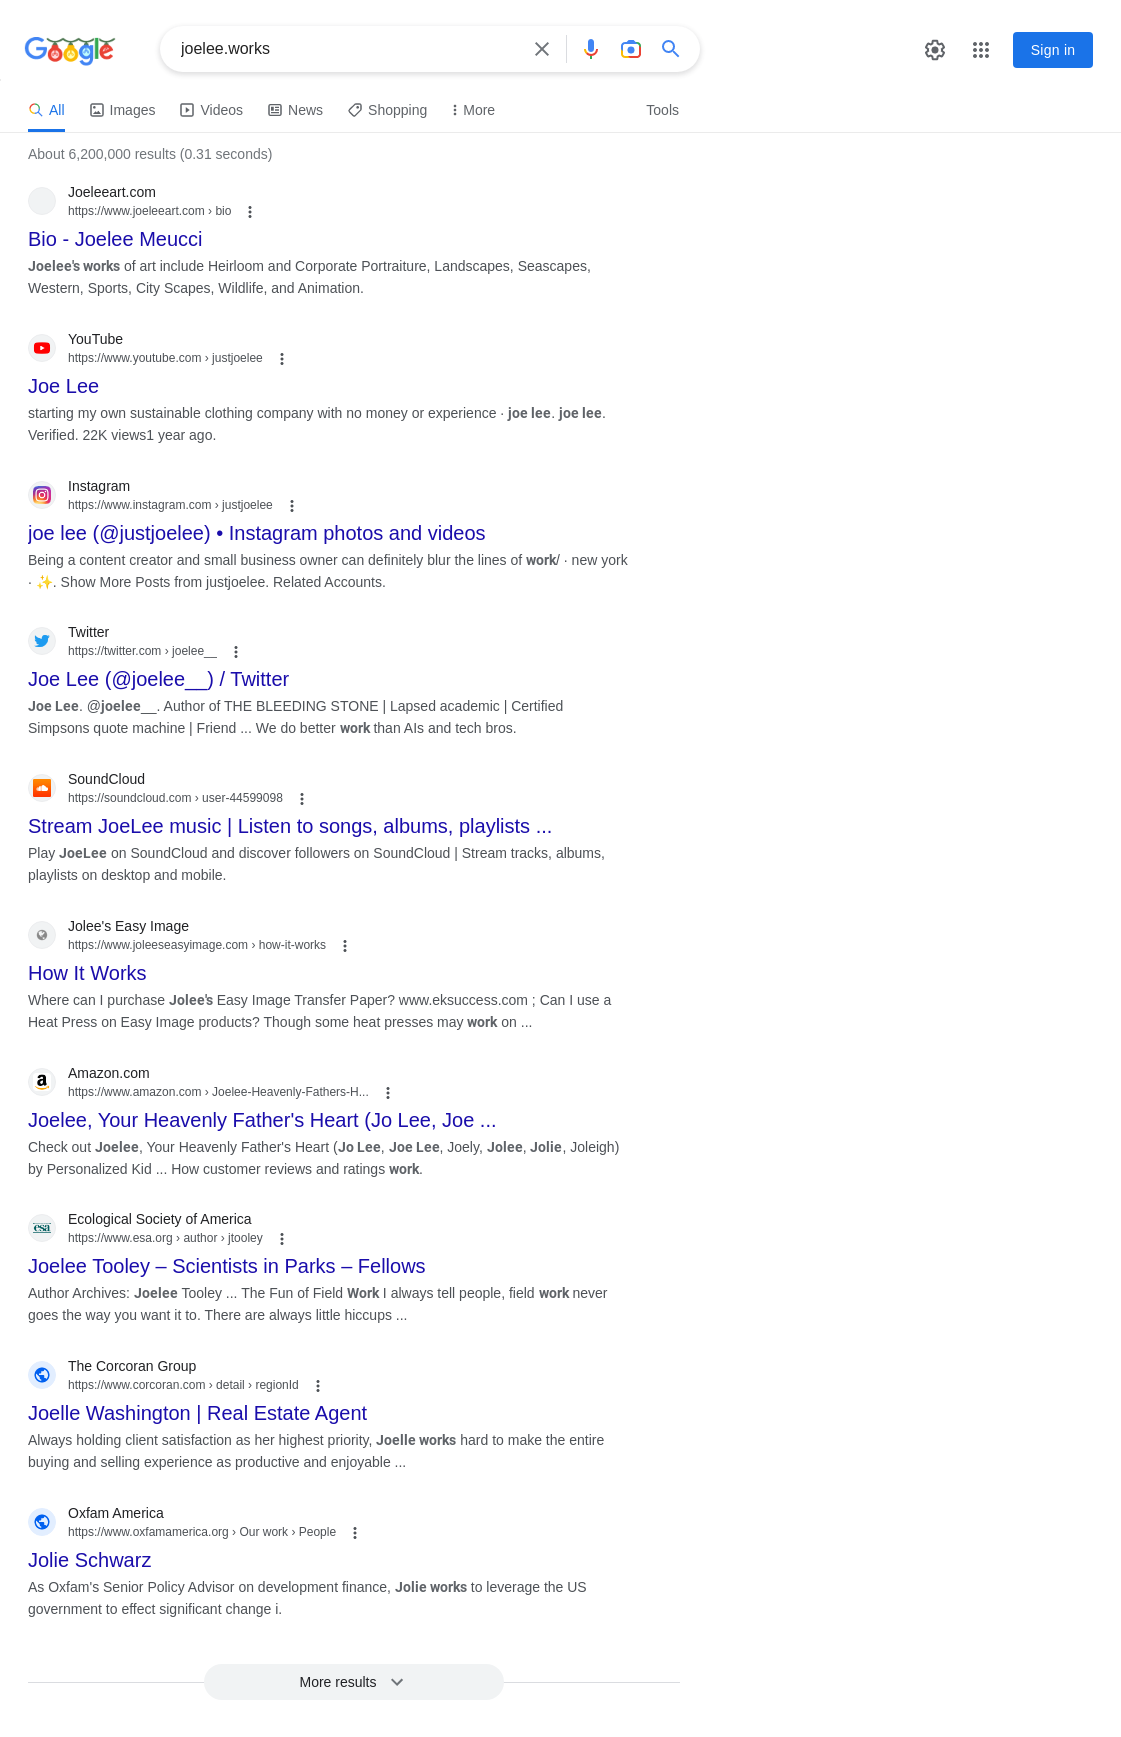 Google
joelee.works
Sign in
All
Images
Videos
News
Shopping
More
Tools
About 6,200,000 results (0.31 seconds)
Joeleeart.com
https://www.joeleeart.com › bio
Bio - Joelee Meucci
Joelee's works of art include Heirloom and Corporate Portraiture, Landscapes, Seascapes,
Western, Sports, City Scapes, Wildlife, and Animation.
YouTube
https://www.youtube.com › justjoelee
Joe Lee
starting my own sustainable clothing company with no money or experience · joe lee. joe lee.
Verified. 22K views1 year ago.
Instagram
https://www.instagram.com › justjoelee
joe lee (@justjoelee) • Instagram photos and videos
Being a content creator and small business owner can definitely blur the lines of work/ · new york
· ✨. Show More Posts from justjoelee. Related Accounts.
Twitter
https://twitter.com › joelee__
Joe Lee (@joelee__) / Twitter
Joe Lee. @joelee__. Author of THE BLEEDING STONE | Lapsed academic | Certified
Simpsons quote machine | Friend ... We do better work than AIs and tech bros.
SoundCloud
https://soundcloud.com › user-44599098
Stream JoeLee music | Listen to songs, albums, playlists ...
Play JoeLee on SoundCloud and discover followers on SoundCloud | Stream tracks, albums,
playlists on desktop and mobile.
Jolee's Easy Image
https://www.joleeseasyimage.com › how-it-works
How It Works
Where can I purchase Jolee's Easy Image Transfer Paper? www.eksuccess.com ; Can I use a
Heat Press on Easy Image products? Though some heat presses may work on ...
a
Amazon.com
https://www.amazon.com › Joelee-Heavenly-Fathers-H...
Joelee, Your Heavenly Father's Heart (Jo Lee, Joe ...
Check out Joelee, Your Heavenly Father's Heart (Jo Lee, Joe Lee, Joely, Jolee, Jolie, Joleigh)
by Personalized Kid ... How customer reviews and ratings work.
esa
Ecological Society of America
https://www.esa.org › author › jtooley
Joelee Tooley – Scientists in Parks – Fellows
Author Archives: Joelee Tooley ... The Fun of Field Work I always tell people, field work never
goes the way you want it to. There are always little hiccups ...
The Corcoran Group
https://www.corcoran.com › detail › regionId
Joelle Washington | Real Estate Agent
Always holding client satisfaction as her highest priority, Joelle works hard to make the entire
buying and selling experience as productive and enjoyable ...
Oxfam America
https://www.oxfamamerica.org › Our work › People
Jolie Schwarz
As Oxfam's Senior Policy Advisor on development finance, Jolie works to leverage the US
government to effect significant change i.
More results